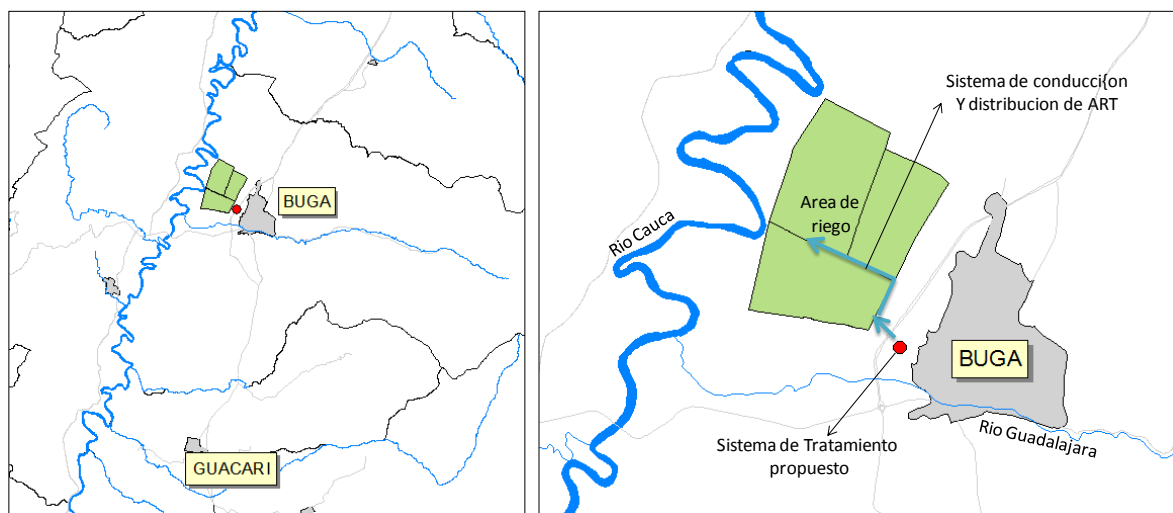 BUGA
GUACARI
Sistema de conducci{on
Y distribucion de ART
Area de
riego
Rio Cauca
BUGA
Sistema de Tratamiento
propuesto
Rio Guadalajara